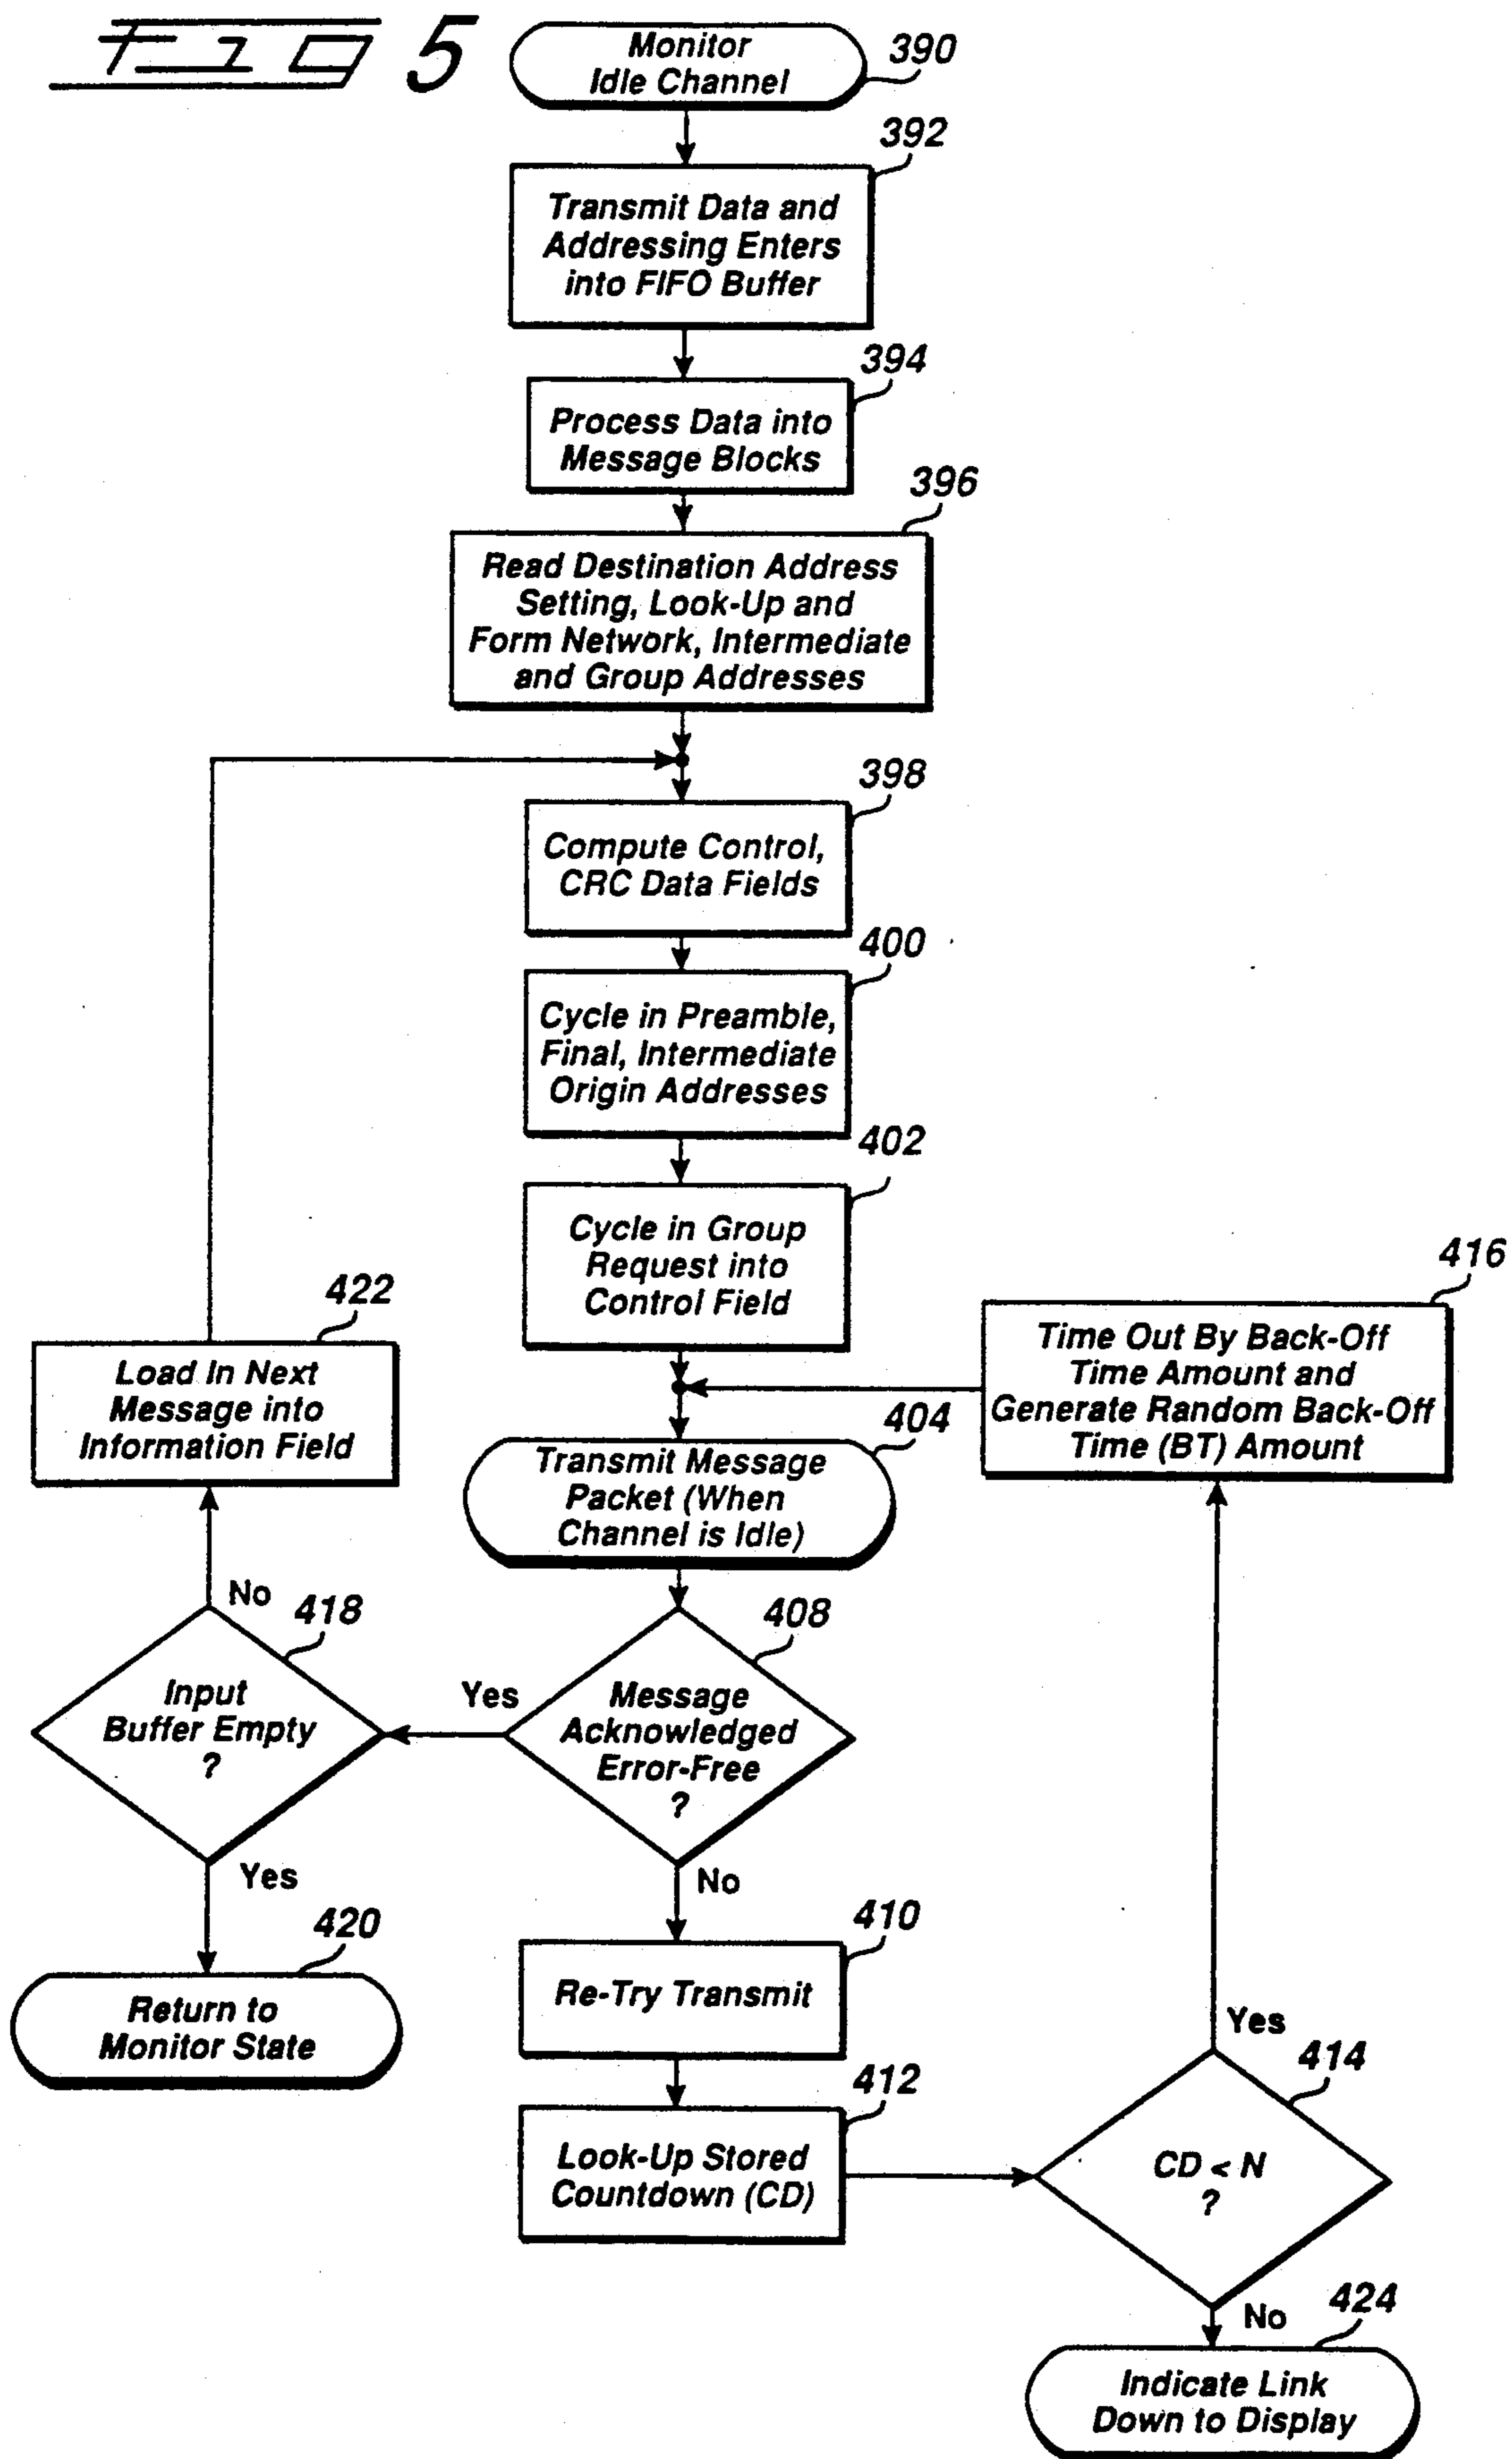 Fig 5
Monitor
Idle Channel
390
392
Transmit Data and
Addressing Enters
into FIFO Buffer
394
Process Data into
Message Blocks
396
Read Destination Address
Setting, Look-Up and
Form Network, Intermediate
and Group Addresses
398
Compute Control,
CRC Data Fields
400
Cycle in Preamble,
Final, Intermediate
Origin Addresses
402
Cycle in Group
Request into
Control Field
416
Time Out By Back-Off
Time Amount and
Generate Random Back-Off
Time (BT) Amount
422
Load In Next
Message into
Information Field
404
Transmit Message
Packet (When
Channel is Idle)
No
418
Input
Buffer Empty
?
Yes
408
Message
Acknowledged
Error-Free
?
Yes
No
420
Return to
Monitor State
410
Re-Try Transmit
412
Look-Up Stored
Countdown (CD)
Yes
414
CD < N
?
No
424
Indicate Link
Down to Display